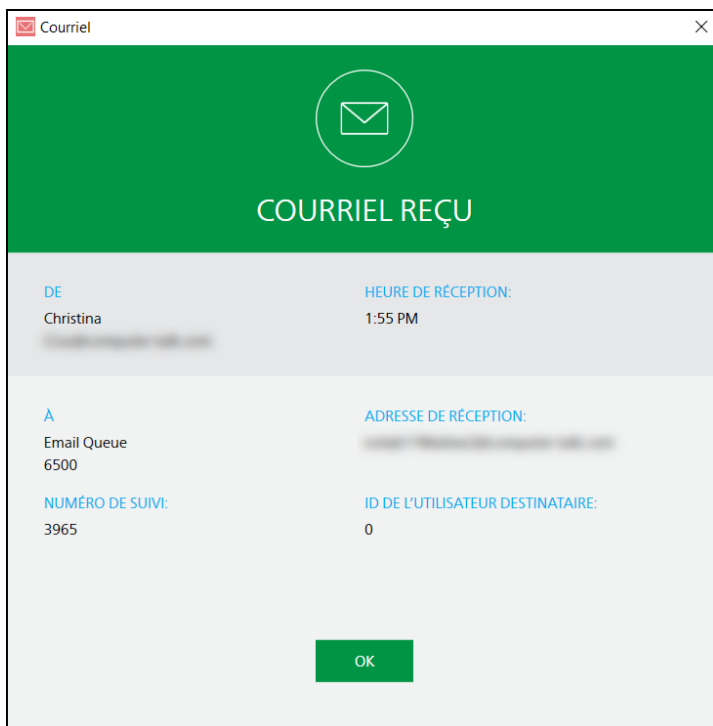 Courriel
COURRIEL REÇU
DE
Christina
HEURE DE RÉCEPTION:
1:55 PM
À
Email Queue
6500
ADRESSE DE RÉCEPTION:
NUMÉRO DE SUIVI:
3965
ID DE L'UTILISATEUR DESTINATAIRE:
0
OK